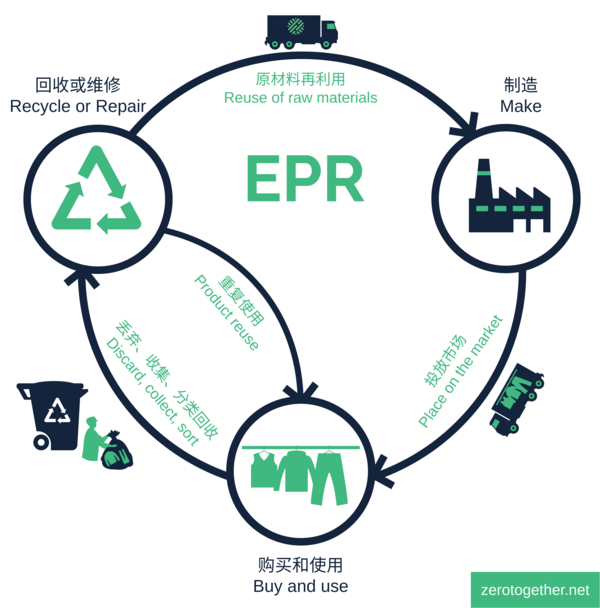 原材料再利用
Reuse of raw materials
回收或维修
Recycle or Repair
制造
Make
EPR
重复使用
Product reuse
丢弃、收集、分类回收
Discard, collect, sort
投放市场
Place on the market
购买和使用
Buy and use
zerotogether.net